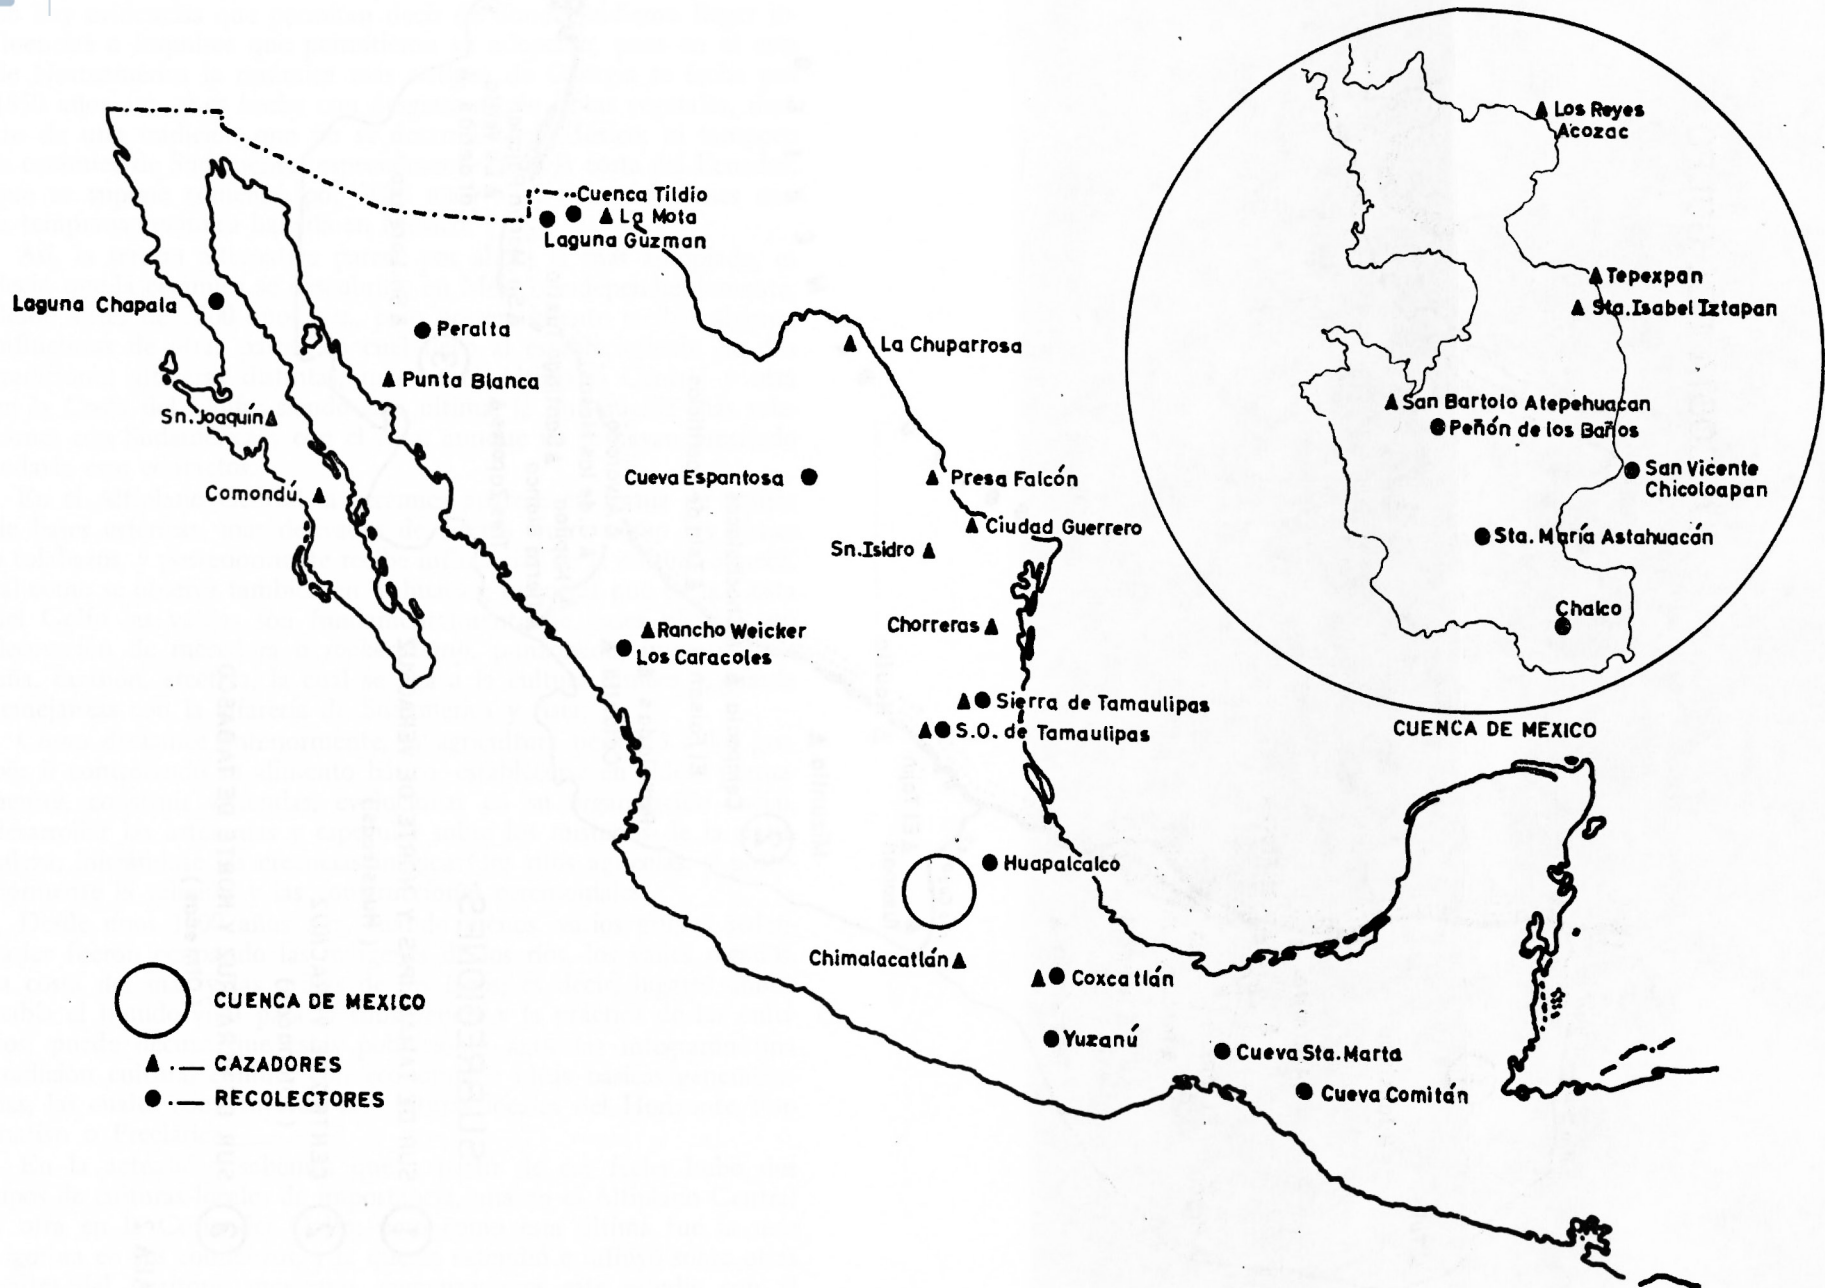 Los Reyes
Acozac
Cuenca Tildio
La Mota
Laguna Guzman
Tepexpan
Sta. Isabel Iztapan
Laguna Chapala
Peralta
La Chuparrosa
Punta Blanca
San Bartolo Atepehuacan
Sn. Joaquín
Peñón de los Baños
San Vicente
Chicoloapan
Cueva Espantosa
Presa Falcón
Comondú
Ciudad Guerrero
Sta. María Astahuacán
Sn. Isidro
Chalco
Chorreras
Rancho Weicker
Los Caracoles
Sierra de Tamaulipas
S.O. de Tamaulipas
CUENCA DE MEXICO
Huapalcalco
Chimalacatlán
Coxcatlán
CUENCA DE MEXICO
Yuzanú
Cueva Sta. Marta
CAZADORES
Cueva Comitán
RECOLECTORES